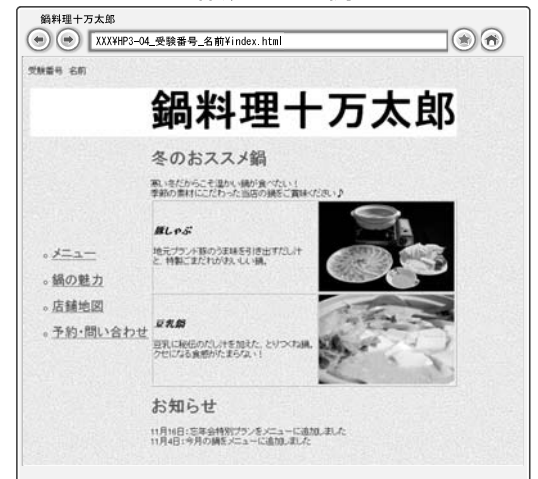 鍋料理十万太郎
XXX¥HP3-04_受験番号_名前¥index.html
受験番号 名前
鍋料理十万太郎
冬のおススメ鍋
寒い冬だからこそ温かい鍋が食べたい！
季節の素材にこだわった当店の鍋をご賞味ください♪
豚しゃぶ
地元ブランド豚のうま味を引き出すだし汁
と、特製ごまだれがおいしい鍋。
豆乳鍋
豆乳に秘伝のだし汁を加えた、とりつくね鍋。
クセになる食感がたまらない！
。メニュー
。鍋の魅力
。店舗地図
。予約・問い合わせ
お知らせ
11月16日：忘年会特別プランをメニューに追加しました
11月4日：今月の鍋をメニューに追加しました